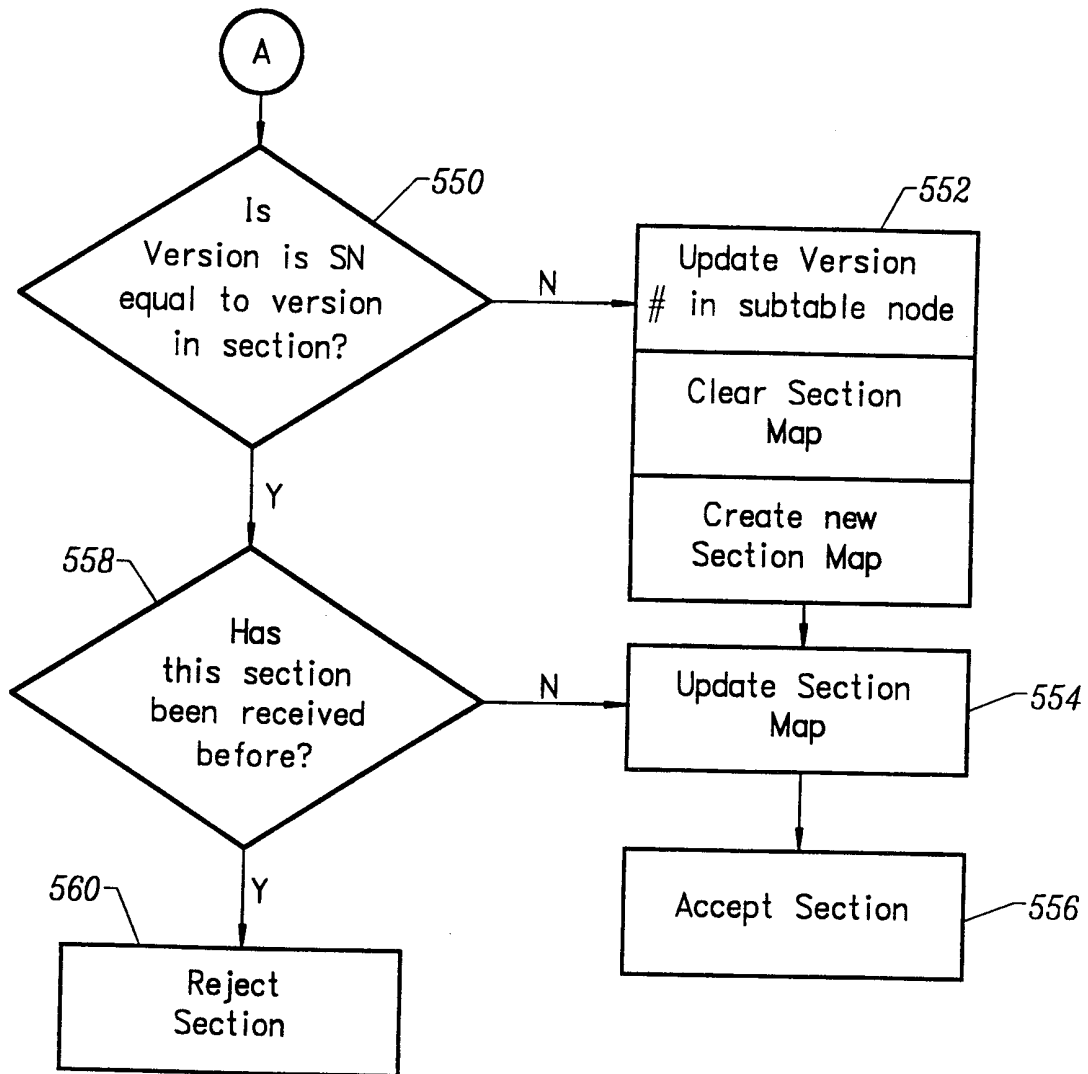 A
550
Is
Version is SN
equal to version
in section?
N
552
Update Version
# in subtable node
Clear Section
Map
Create new
Section Map
Y
558
Has
this section
been received
before?
N
Update Section
Map
554
Y
560
Reject
Section
Accept Section
556